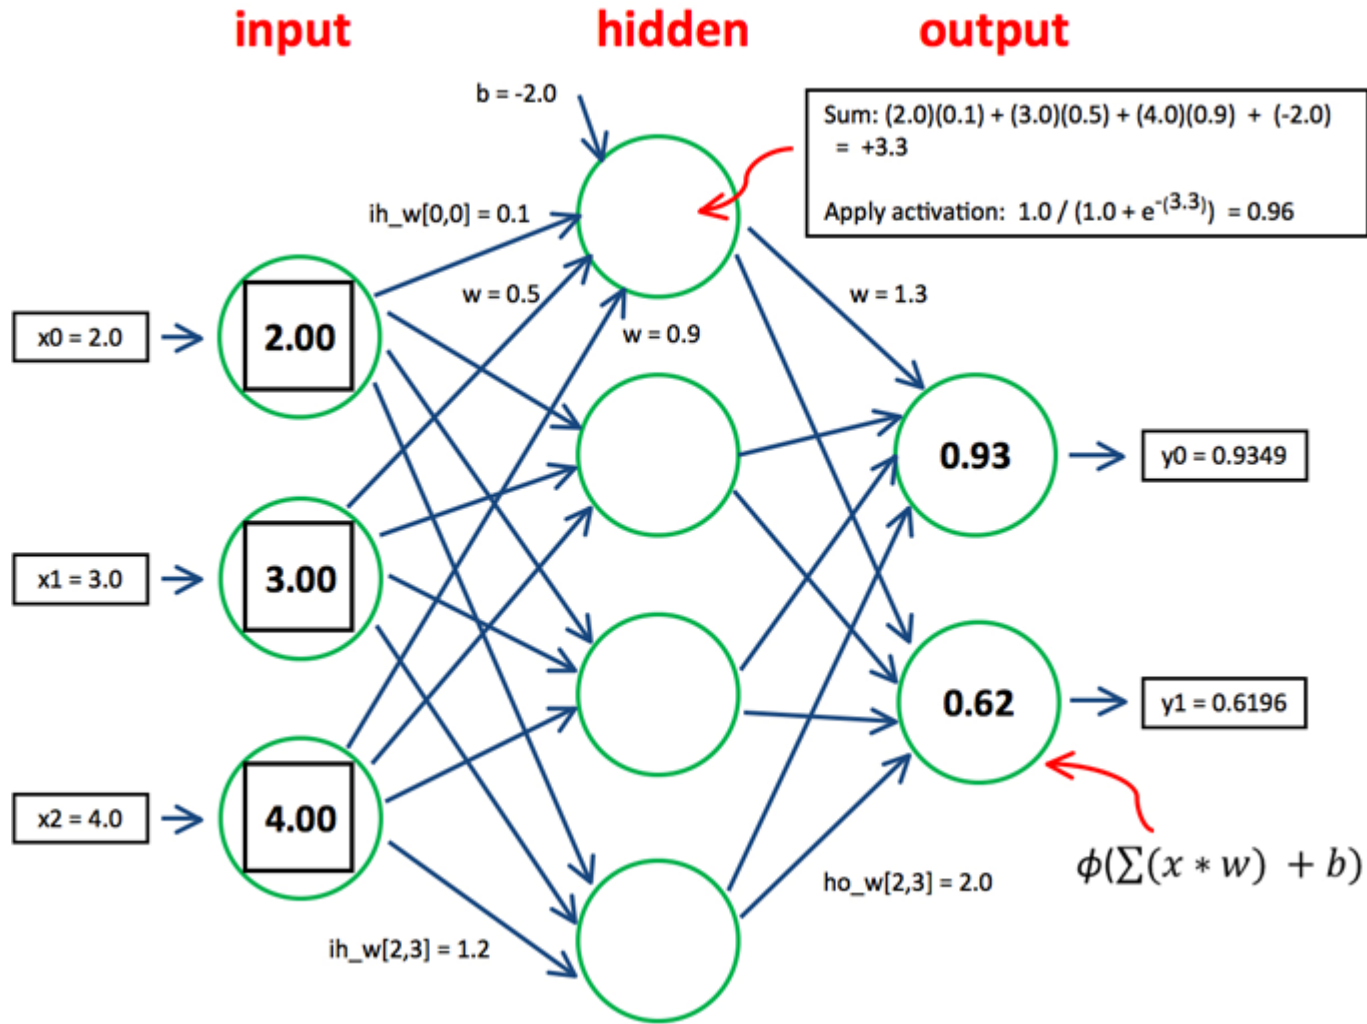 input
hidden
output
b = -2.0
Sum: (2.0)(0.1) + (3.0)(0.5) + (4.0)(0.9) + (-2.0)
= +3.3
Apply activation: 1.0 / (1.0 + e^-(3.3)) = 0.96
ih_w[0,0] = 0.1
w = 0.5
w = 0.9
w = 1.3
x0 = 2.0
2.00
0.93
y0 = 0.9349
x1 = 3.0
3.00
0.62
y1 = 0.6196
x2 = 4.0
4.00
ϕ(∑(x * w) + b)
ho_w[2,3] = 2.0
ih_w[2,3] = 1.2